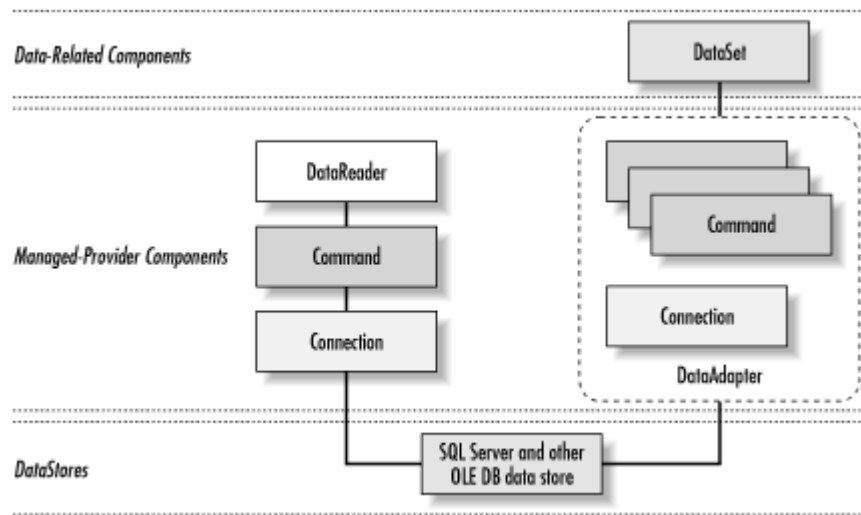 Data-Related Components
DataSet
DataReader
Command
Managed-Provider Components
Command
Connection
Connection
DataAdapter
SQL Server and other
OLE DB data store
DataStores